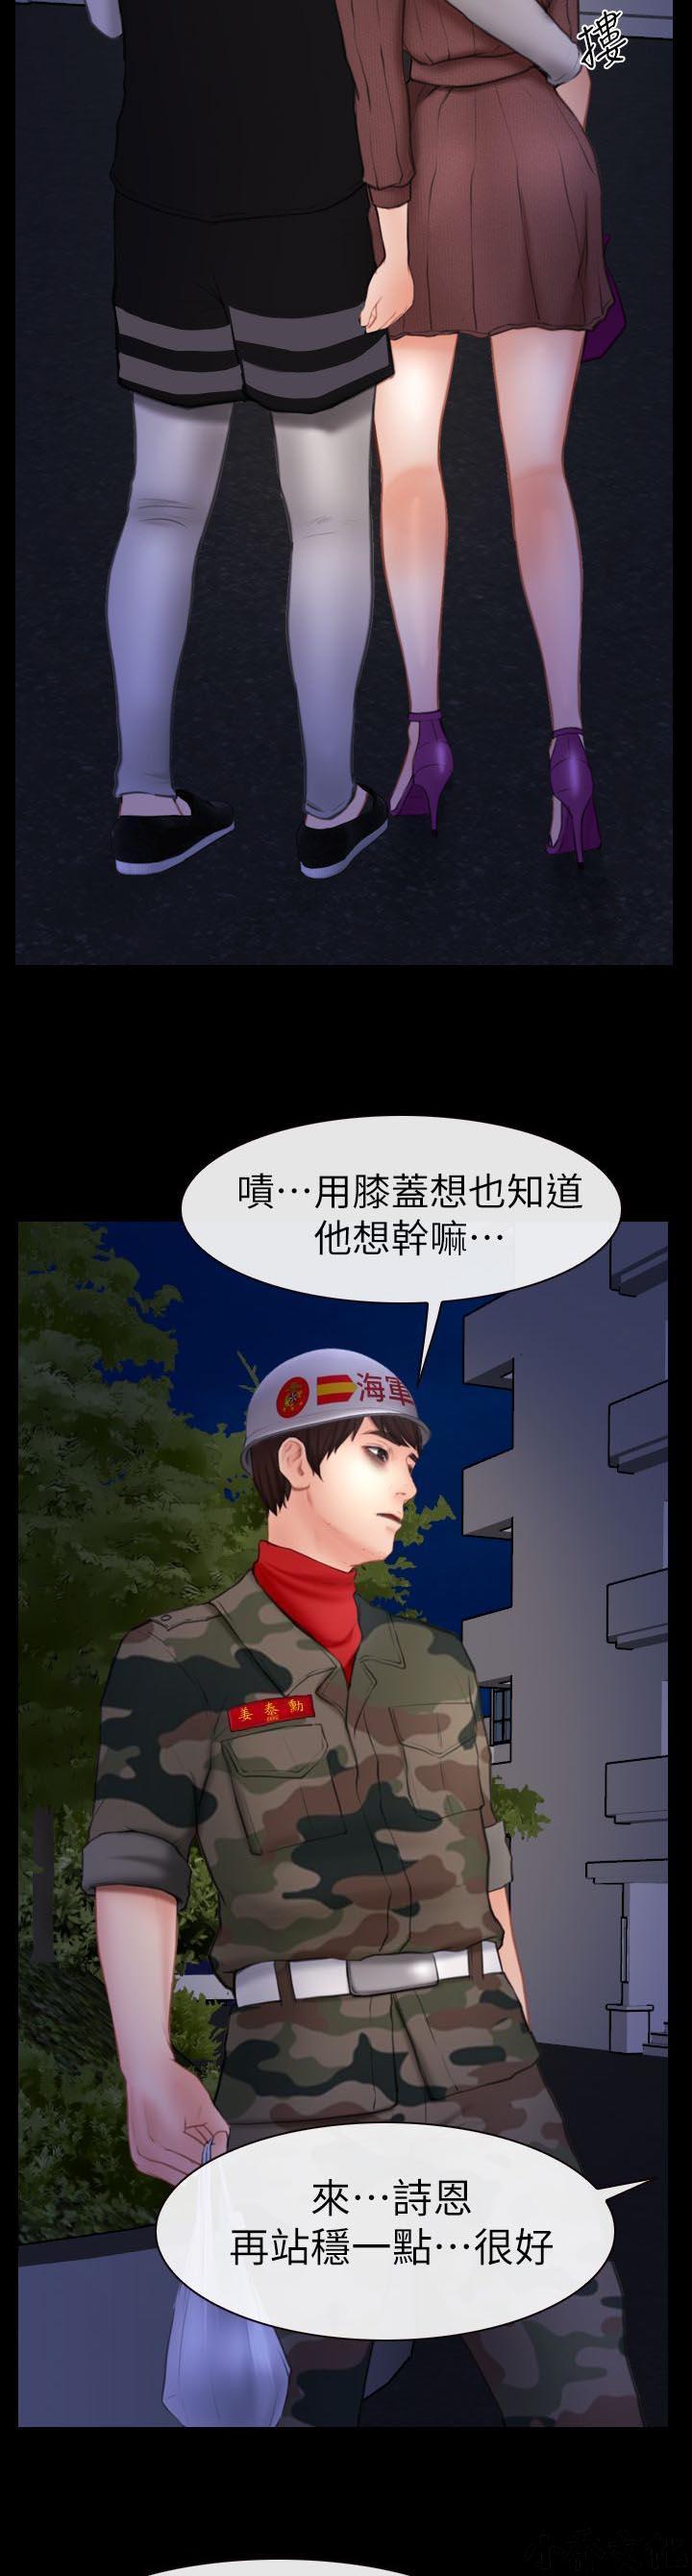 摟
嘖…用膝蓋想也知道
他想幹嘛…
海軍
姜泰勳
來…詩恩
再站穩一點…很好